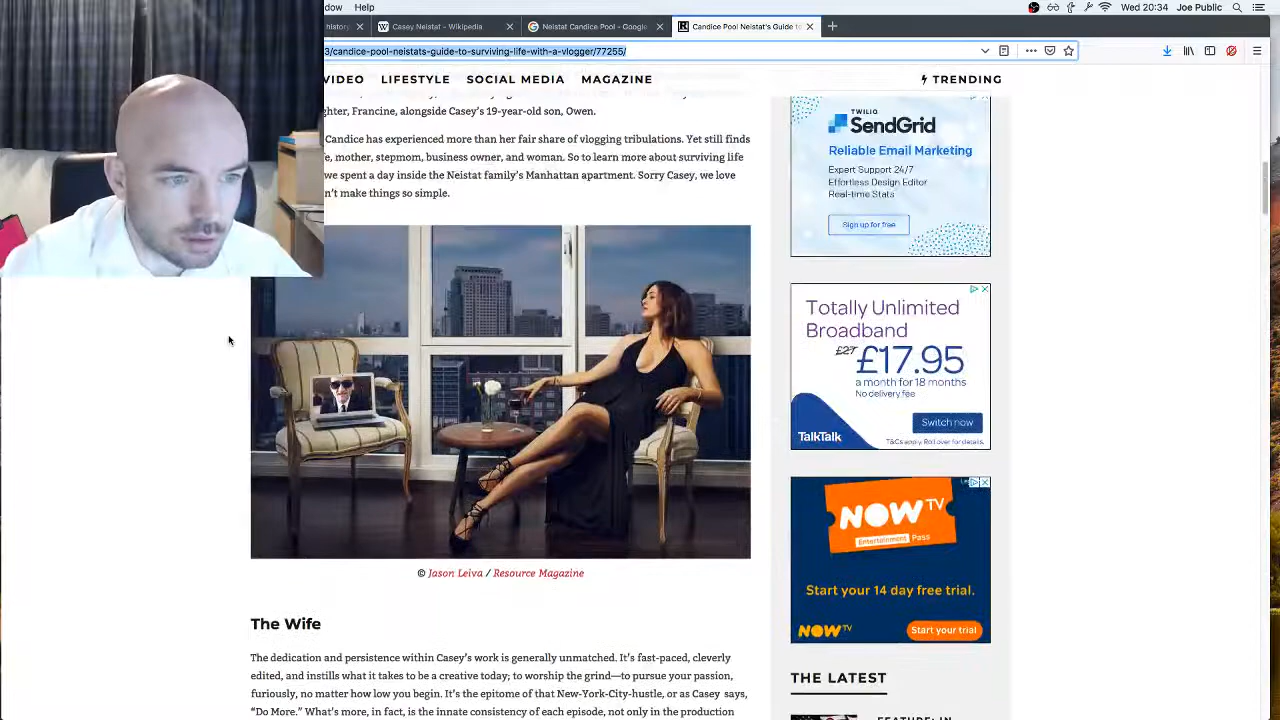 dow Help Wed 20:34 Joe Public
history Casey Neistat - Wikipedia Neistat Candice Pool - Google Candice Pool Neistat's Guide to
3/candice-pool-neistats-guide-to-surviving-life-with-a-vlogger/77255/
VIDEO LIFESTYLE SOCIAL MEDIA MAGAZINE TRENDING
ghter, Francine, alongside Casey's 19-year-old son, Owen.
Candice has experienced more than her fair share of vlogging tribulations. Yet still finds
e, mother, stepmom, business owner, and woman. So to learn more about surviving life
we spent a day inside the Neistat family's Manhattan apartment. Sorry Casey, we love
n't make things so simple.
© Jason Leiva / Resource Magazine
The Wife
The dedication and persistence within Casey's work is generally unmatched. It's fast-paced, cleverly
edited, and instills what it takes to be a creative today; to worship the grind—to pursue your passion,
furiously, no matter how low you begin. It's the epitome of that New-York-City-hustle, or as Casey says,
"Do More." What's more, in fact, is the innate consistency of each episode, not only in the production
TWILIO
SendGrid
Reliable Email Marketing
Expert Support 24/7
Effortless Design Editor
Real-time Stats
Sign up for free
Totally Unlimited
Broadband
£27
£17.95
a month for 18 months
No delivery fee
Switch now
TalkTalk
T&Cs apply. Roll over for details.
NOW TV
Entertainment Pass
Start your 14 day free trial.
NOW TV
Start your trial
THE LATEST
FEATURE: IN